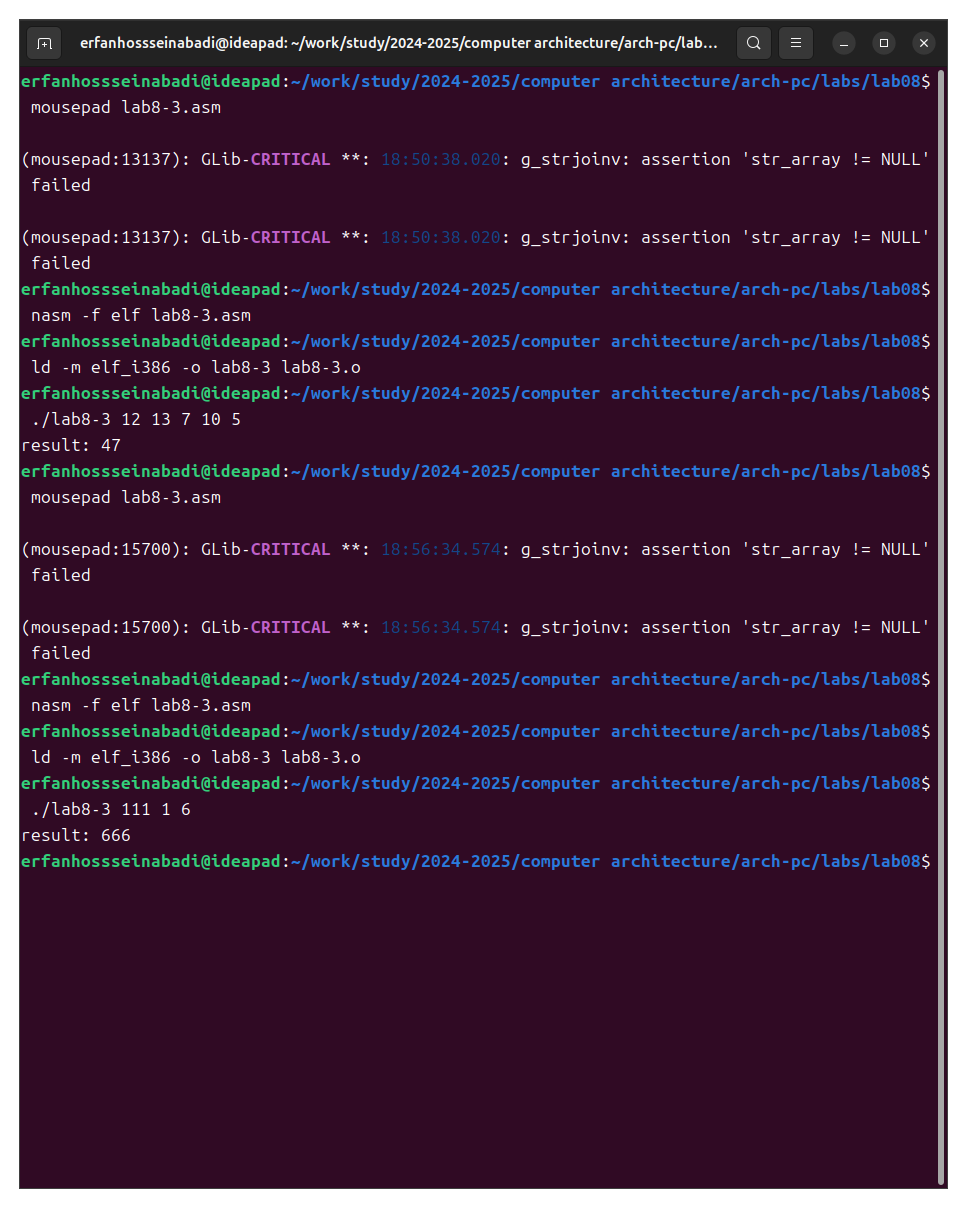 erfanhossseinabadi@ideapad: ~/work/study/2024-2025/computer architecture/arch-pc/lab...
erfanhossseinabadi@ideapad:~/work/study/2024-2025/computer architecture/arch-pc/labs/lab08$
mousepad lab8-3.asm
(mousepad:13137): GLib-CRITICAL **: 18:50:38.020: g_strjoinv: assertion 'str_array != NULL'
failed
(mousepad:13137): GLib-CRITICAL **: 18:50:38.020: g_strjoinv: assertion 'str_array != NULL'
failed
erfanhossseinabadi@ideapad:~/work/study/2024-2025/computer architecture/arch-pc/labs/lab08$
nasm -f elf lab8-3.asm
erfanhossseinabadi@ideapad:~/work/study/2024-2025/computer architecture/arch-pc/labs/lab08$
ld -m elf_i386 -o lab8-3 lab8-3.o
erfanhossseinabadi@ideapad:~/work/study/2024-2025/computer architecture/arch-pc/labs/lab08$
./lab8-3 12 13 7 10 5
result: 47
erfanhossseinabadi@ideapad:~/work/study/2024-2025/computer architecture/arch-pc/labs/lab08$
mousepad lab8-3.asm
(mousepad:15700): GLib-CRITICAL **: 18:56:34.574: g_strjoinv: assertion 'str_array != NULL'
failed
(mousepad:15700): GLib-CRITICAL **: 18:56:34.574: g_strjoinv: assertion 'str_array != NULL'
failed
erfanhossseinabadi@ideapad:~/work/study/2024-2025/computer architecture/arch-pc/labs/lab08$
nasm -f elf lab8-3.asm
erfanhossseinabadi@ideapad:~/work/study/2024-2025/computer architecture/arch-pc/labs/lab08$
ld -m elf_i386 -o lab8-3 lab8-3.o
erfanhossseinabadi@ideapad:~/work/study/2024-2025/computer architecture/arch-pc/labs/lab08$
./lab8-3 111 1 6
result: 666
erfanhossseinabadi@ideapad:~/work/study/2024-2025/computer architecture/arch-pc/labs/lab08$